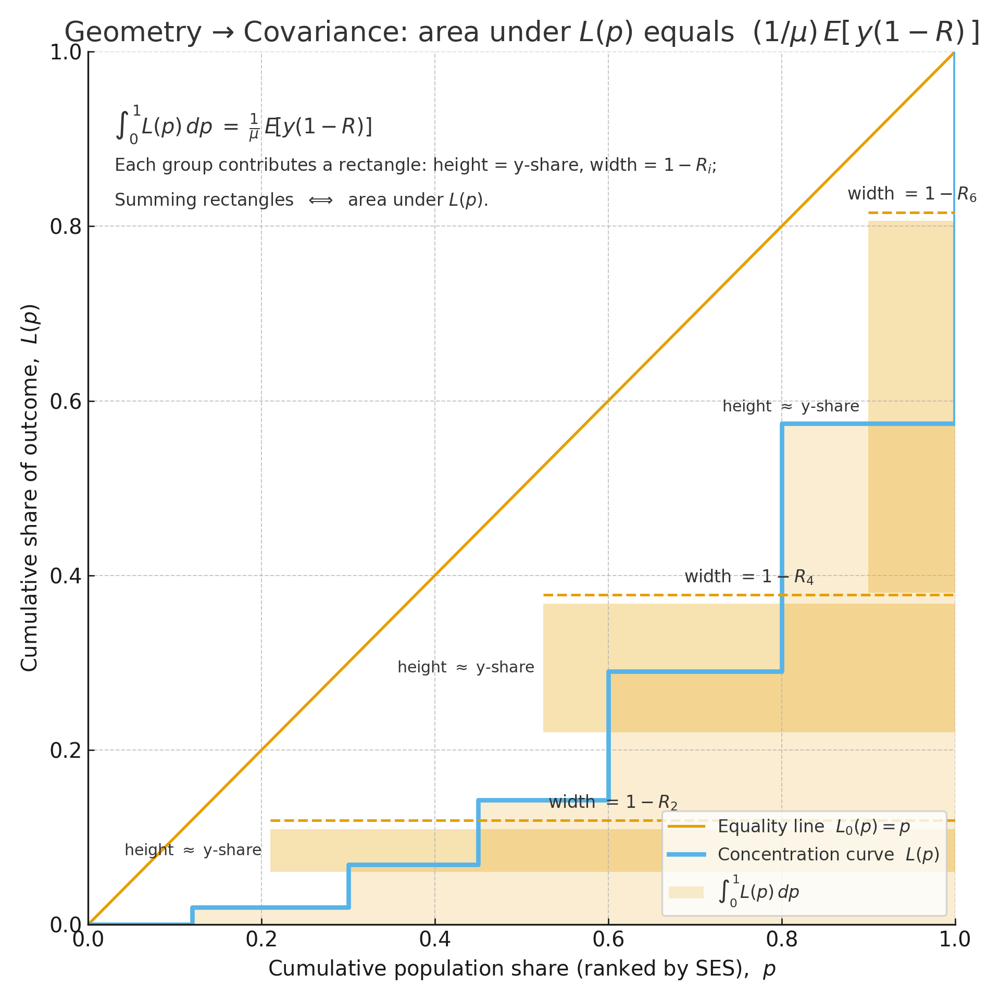 Geometry → Covariance: area under L(p) equals (1/μ) E[ y(1 − R) ]
1.0
∫₀¹ L(p) dp = 1/μ E[y(1 − R)]
Each group contributes a rectangle: height = y-share, width = 1 − Rᵢ;
Summing rectangles ⟺ area under L(p).
width = 1 − R₆
0.8
height ≈ y-share
0.6
width = 1 − R₄
0.4
height ≈ y-share
0.2
width = 1 − R₂
height ≈ y-share
Equality line L₀(p) = p
Concentration curve L(p)
∫₀¹ L(p) dp
0.0
0.0 0.2 0.4 0.6 0.8 1.0
Cumulative population share (ranked by SES), p
Cumulative share of outcome, L(p)